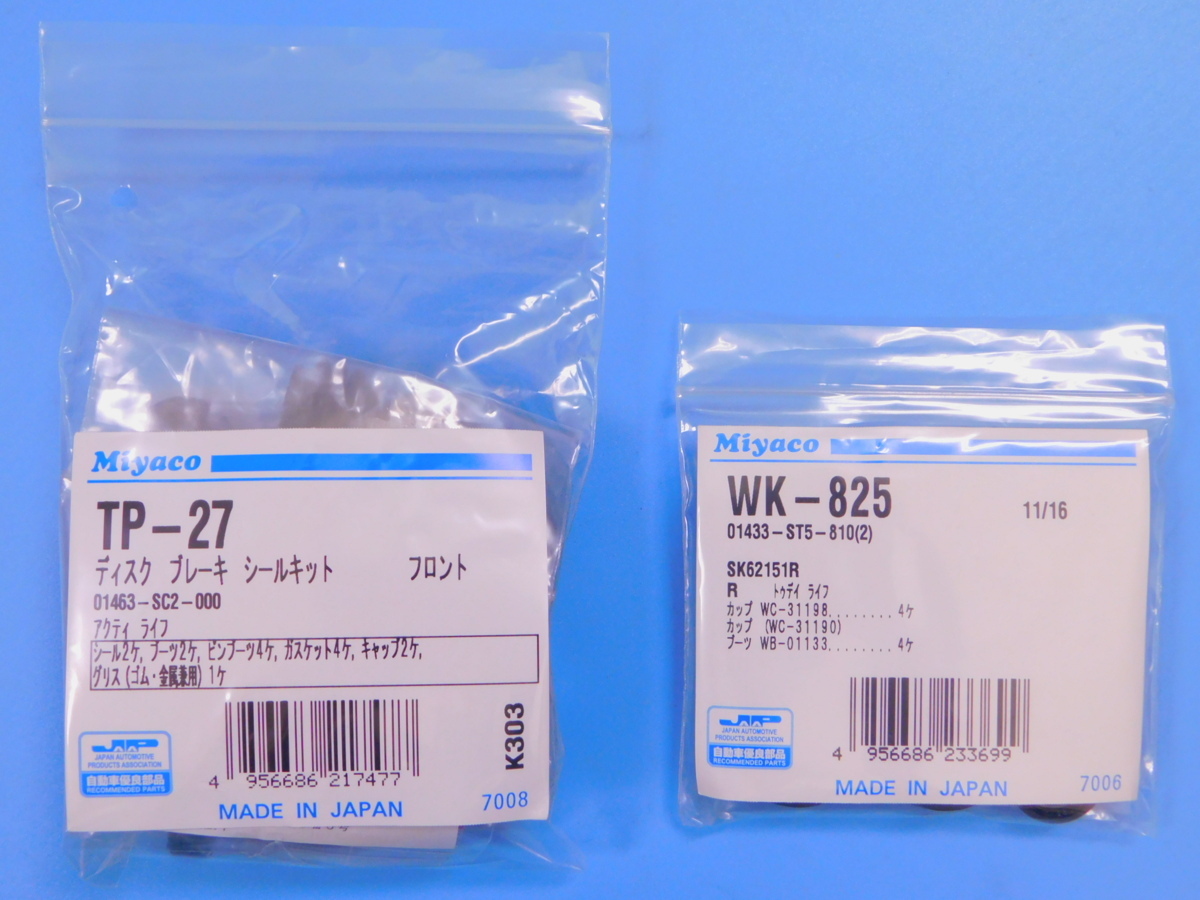 Miyaco
TP-27
ディスク ブレーキ シールキット フロント
01463-SC2-000
アクティ ライフ
シール2ケ, ブーツ2ケ, ピンブーツ4ケ, ガスケット4ケ, キャップ2ケ,
グリス (ゴム・金属兼用) 1ケ
K303
JAPAN AUTOMOTIVE
PRODUCTS ASSOCIATION
自動車優良部品
RECOMMENDED PARTS
4 956686 217477
MADE IN JAPAN
7008
Miyaco
WK-825
11/16
01433-ST5-810(2)
SK62151R
R トゥデイ ライフ
カップ WC-31198........4ケ
カップ (WC-31190)
ブーツ WB-01133........4ケ
JAPAN AUTOMOTIVE
PRODUCTS ASSOCIATION
自動車優良部品
RECOMMENDED PARTS
4 956686 233699
MADE IN JAPAN
7006